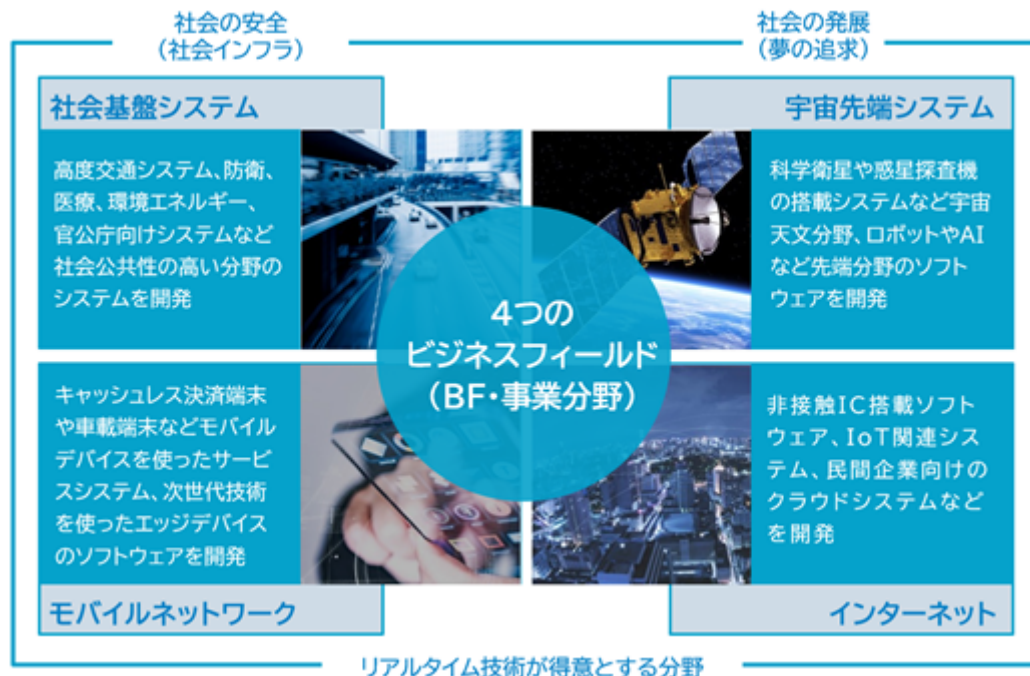 社会の安全
(社会インフラ)
社会の発展
(夢の追求)
社会基盤システム
高度交通システム、防衛、
医療、環境エネルギー、
官公庁向けシステムなど
社会公共性の高い分野の
システムを開発
宇宙先端システム
科学衛星や惑星探査機
の搭載システムなど宇宙
天文分野、ロボットやAI
など先端分野のソフト
ウェアを開発
4つの
ビジネスフィールド
(BF・事業分野)
キャッシュレス決済端末
や車載端末などモバイル
デバイスを使ったサービ
スシステム、次世代技術
を使ったエッジデバイス
のソフトウェアを開発
モバイルネットワーク
非接触IC搭載ソフト
ウェア、IoT関連シス
テム、民間企業向けの
クラウドシステムなど
を開発
インターネット
リアルタイム技術が得意とする分野